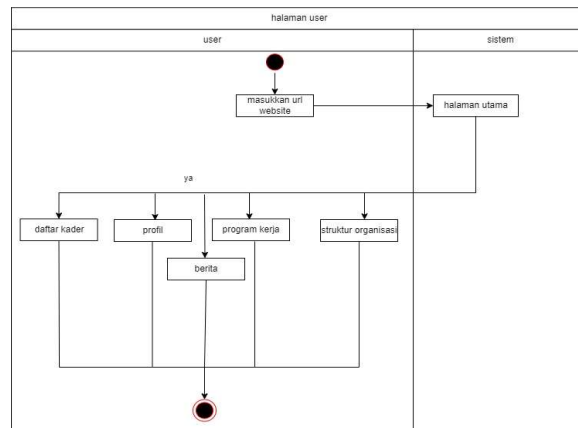 halaman user
user
sistem
masukkan url
website
halaman utama
ya
daftar kader
profil
program kerja
struktur organisasi
berita